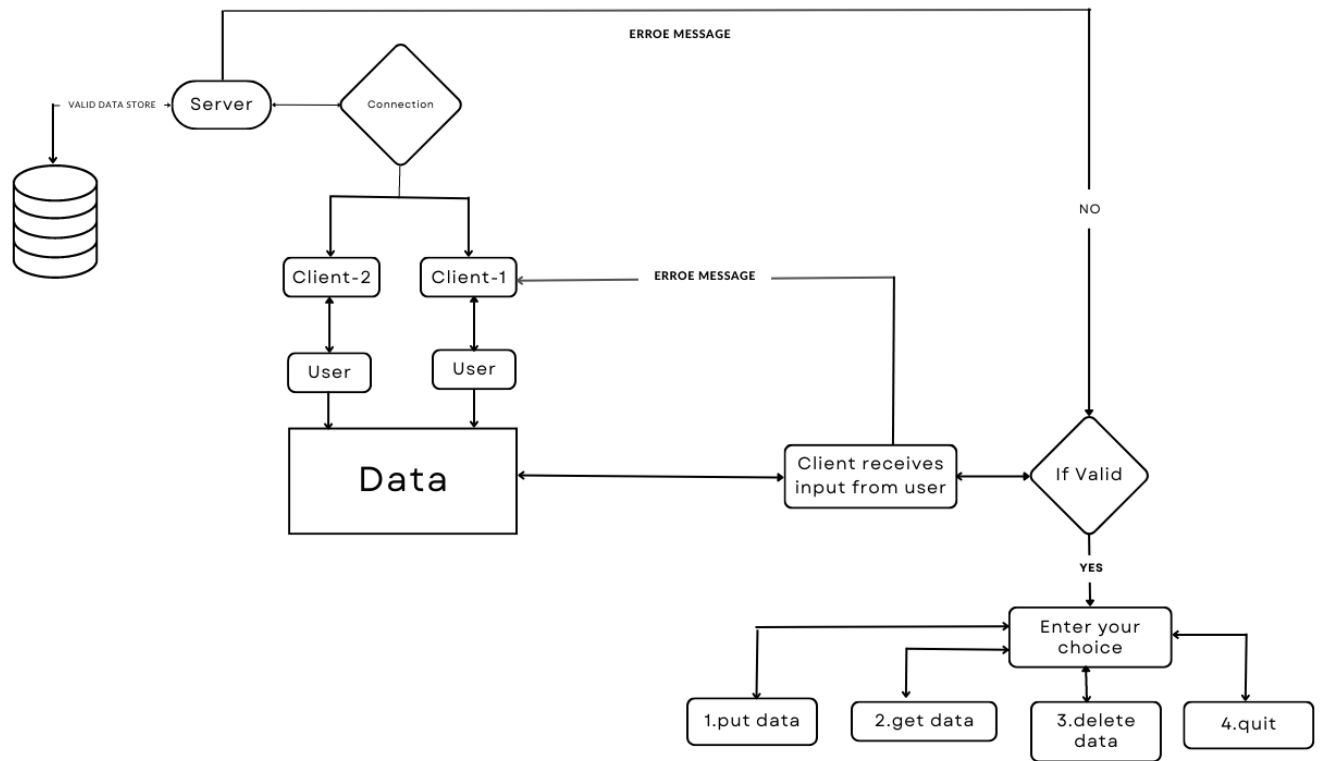 ERROE MESSAGE
Connection
VALID DATA STORE
Server
NO
Client-2
Client-1
ERROE MESSAGE
User
User
Data
Client receives
input from user
If Valid
YES
Enter your
choice
1.put data
2.get data
3.delete
data
4.quit